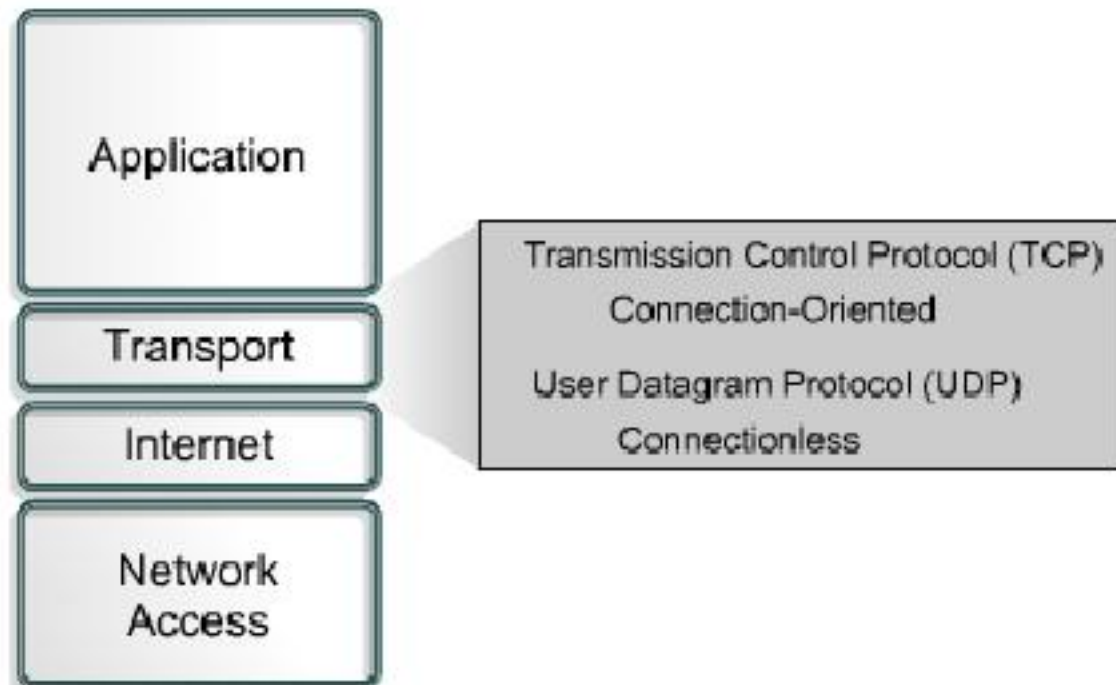 Application
Transport
Internet
Network
Access
Transmission Control Protocol (TCP)
Connection-Oriented
User Datagram Protocol (UDP)
Connectionless